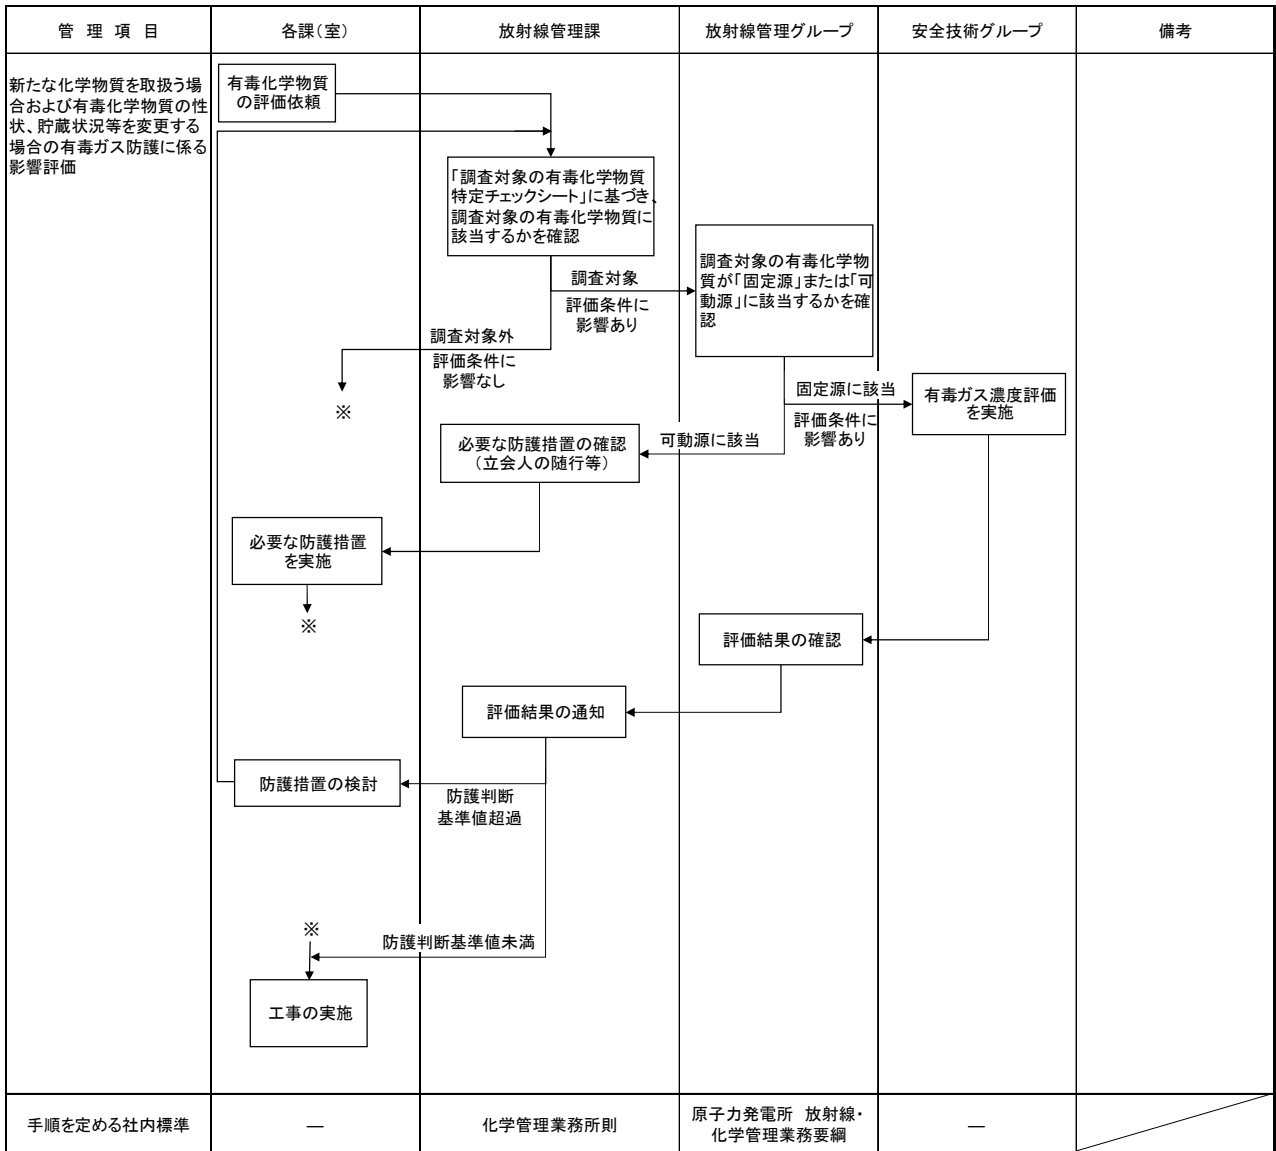 管理項目
各課(室)
放射線管理課
放射線管理グループ
安全技術グループ
備考
新たな化学物質を取扱う場
合および有毒化学物質の性
状、貯蔵状況等を変更する
場合の有毒ガス防護に係る
影響評価
有毒化学物質
の評価依頼
「調査対象の有毒化学物質
特定チェックシート」に基づき、
調査対象の有毒化学物質に
該当するかを確認
調査対象
評価条件に
影響あり
調査対象の有毒化学物
質が「固定源」または「可
動源」に該当するかを確
認
調査対象外
評価条件に
影響なし
※
固定源に該当
評価条件に
影響あり
有毒ガス濃度評価
を実施
可動源に該当
必要な防護措置の確認
(立会人の随行等)
必要な防護措置
を実施
※
評価結果の確認
評価結果の通知
防護措置の検討
防護判断
基準値超過
※
防護判断基準値未満
工事の実施
手順を定める社内標準
―
化学管理業務所則
原子力発電所 放射線・
化学管理業務要綱
―